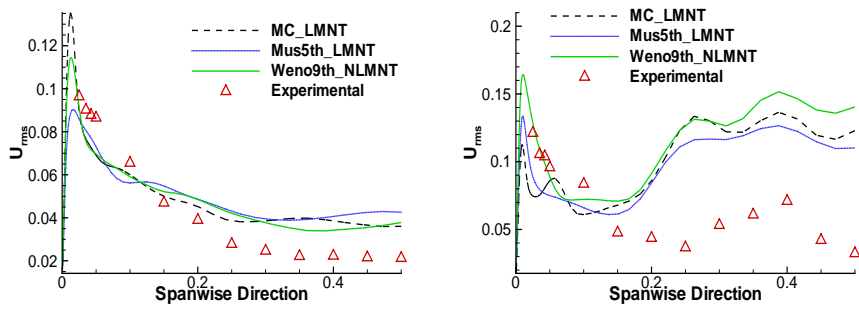 MC_LMNT
Mus5th_LMNT
Weno9th_NLMNT
Experimental
0.12
0.1
0.08
0.06
0.04
0.02
Urms
0
0.2
0.4
Spanwise Direction
MC_LMNT
Mus5th_LMNT
Weno9th_NLMNT
Experimental
0.2
0.15
0.1
0.05
Urms
0
0.2
0.4
Spanwise Direction